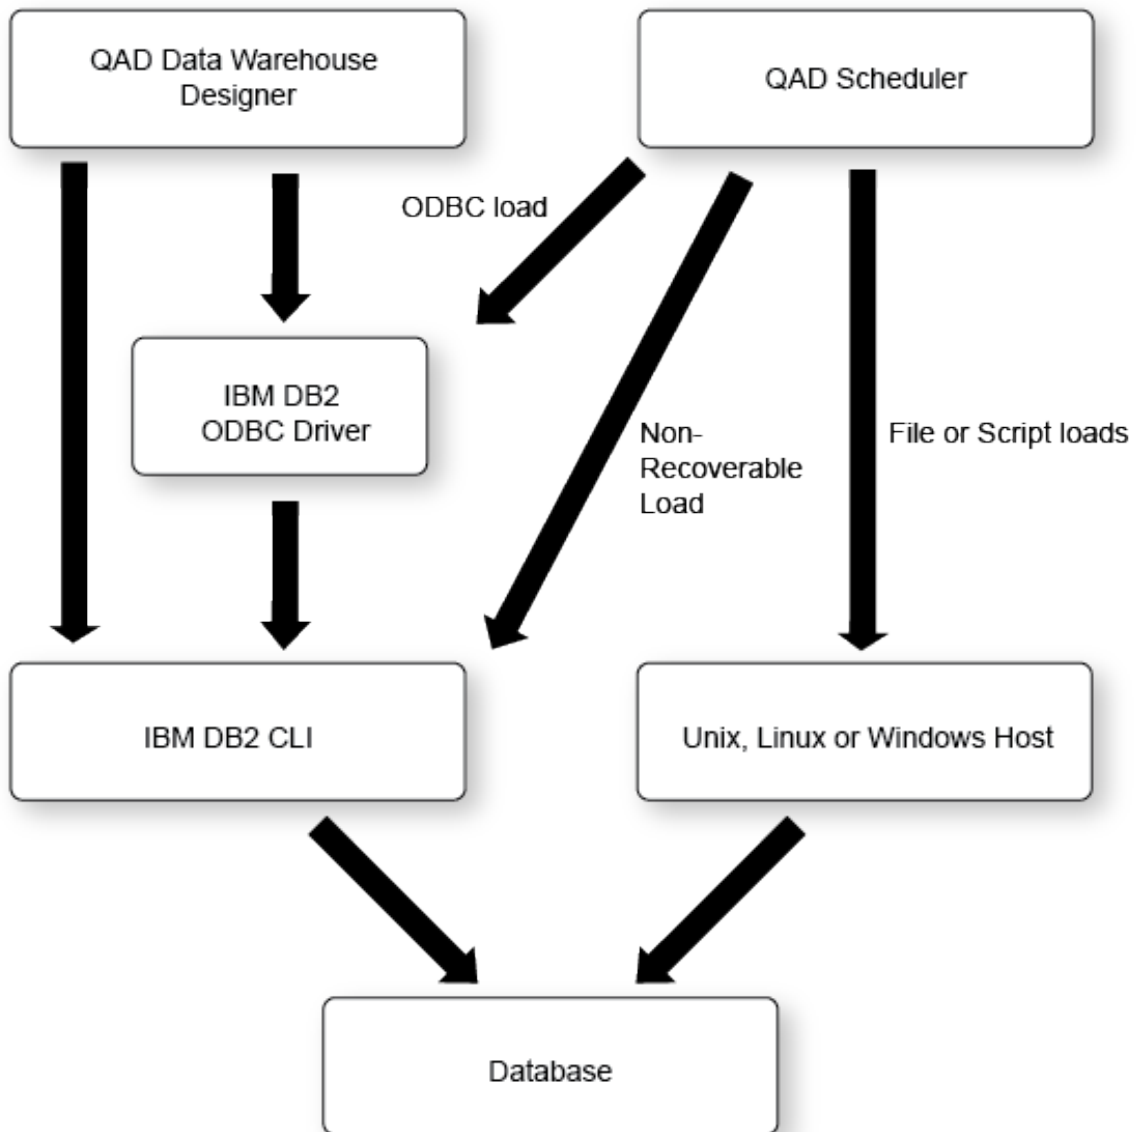 QAD Data Warehouse
Designer
QAD Scheduler
ODBC load
IBM DB2
ODBC Driver
Non-
Recoverable
Load
File or Script loads
IBM DB2 CLI
Unix, Linux or Windows Host
Database